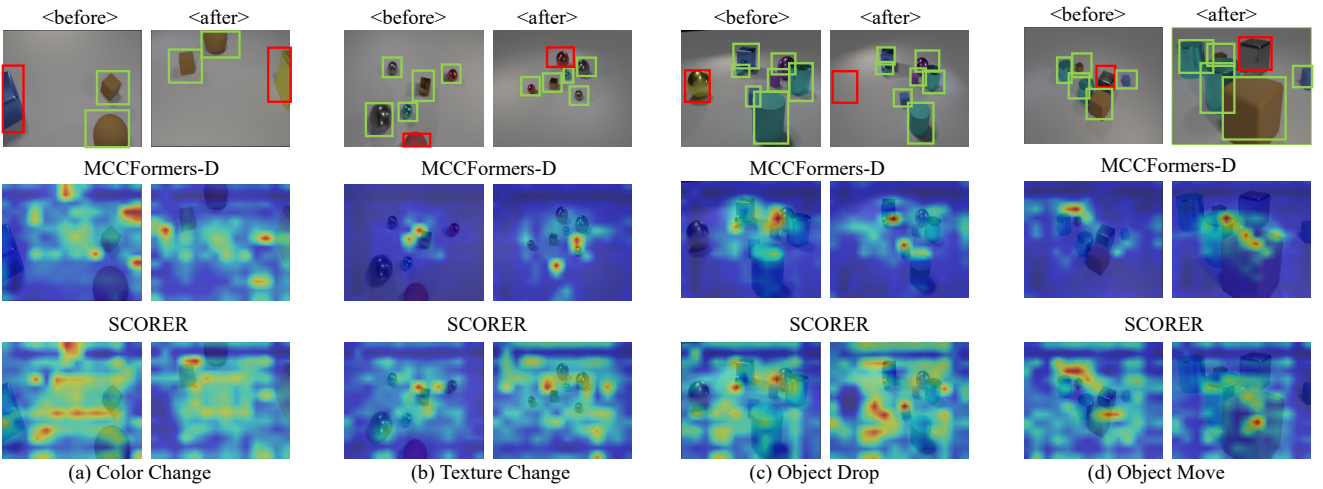 <before> <after> <before> <after> <before> <after> <before> <after>
MCCFormers-D MCCFormers-D MCCFormers-D MCCFormers-D
SCORER SCORER SCORER SCORER
(a) Color Change (b) Texture Change (c) Object Drop (d) Object Move